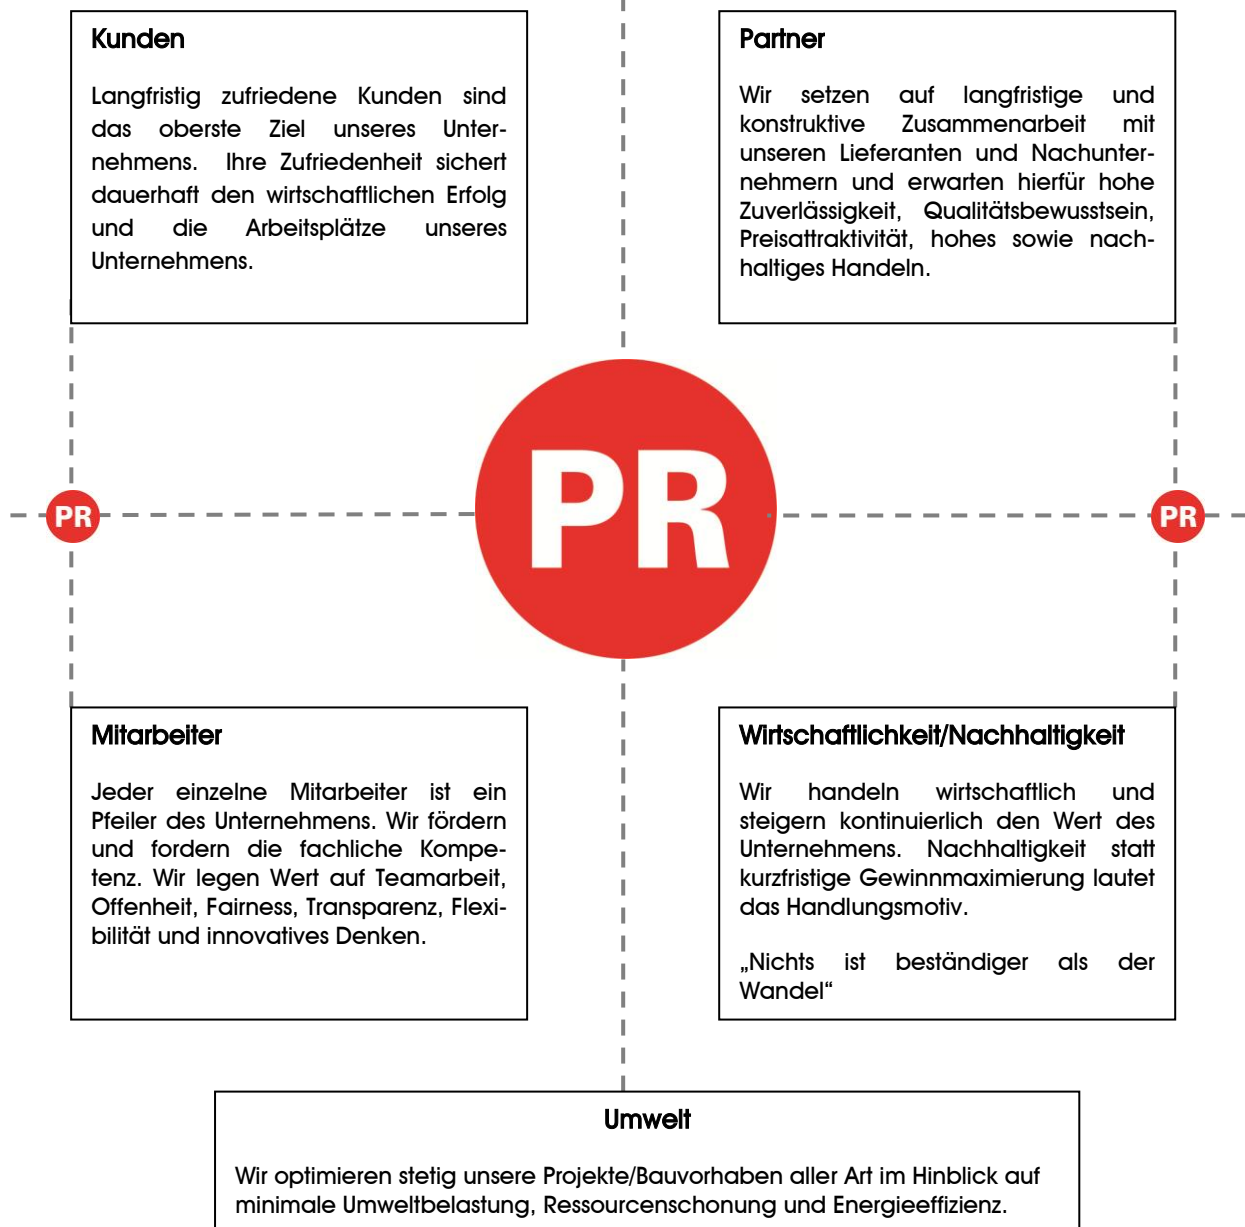 Kunden
Langfristig zufriedene Kunden sind
das oberste Ziel unseres Unter-
nehmens. Ihre Zufriedenheit sichert
dauerhaft den wirtschaftlichen Erfolg
und die Arbeitsplätze unseres
Unternehmens.
Partner
Wir setzen auf langfristige und
konstruktive Zusammenarbeit mit
unseren Lieferanten und Nachunter-
nehmern und erwarten hierfür hohe
Zuverlässigkeit, Qualitätsbewusstsein,
Preisattraktivität, hohes sowie nach-
haltiges Handeln.
PR
PR
PR
Mitarbeiter
Jeder einzelne Mitarbeiter ist ein
Pfeiler des Unternehmens. Wir fördern
und fordern die fachliche Kompe-
tenz. Wir legen Wert auf Teamarbeit,
Offenheit, Fairness, Transparenz, Flexi-
bilität und innovatives Denken.
Wirtschaftlichkeit/Nachhaltigkeit
Wir handeln wirtschaftlich und
steigern kontinuierlich den Wert des
Unternehmens. Nachhaltigkeit statt
kurzfristige Gewinnmaximierung lautet
das Handlungsmotiv.
„Nichts ist beständiger als der
Wandel“
Umwelt
Wir optimieren stetig unsere Projekte/Bauvorhaben aller Art im Hinblick auf
minimale Umweltbelastung, Ressourcenschonung und Energieeffizienz.